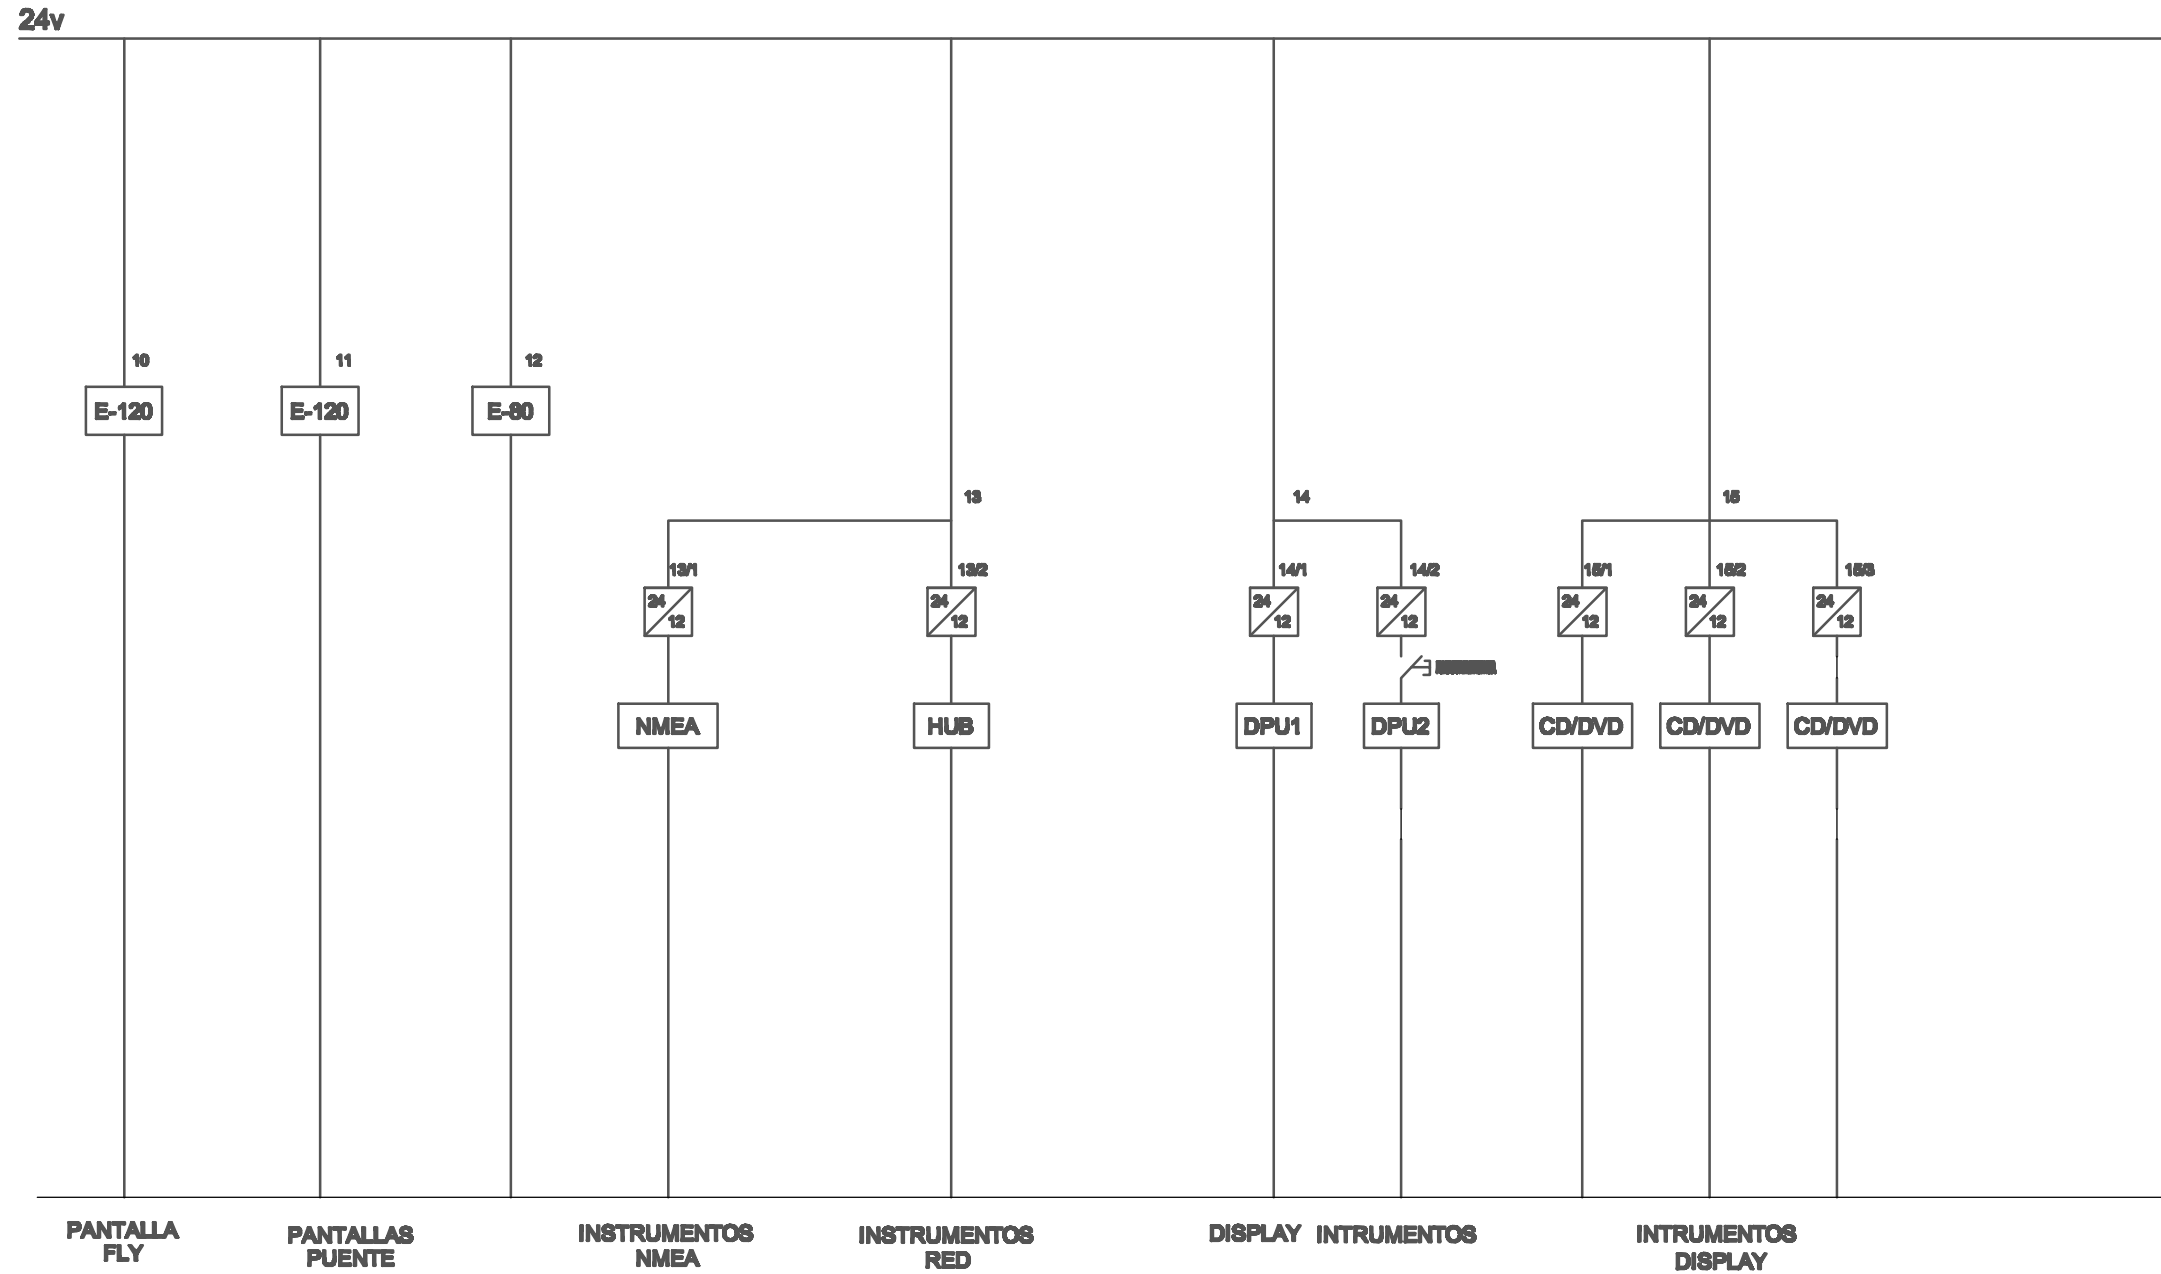 24v
10
11
12
E-120
E-120
E-80
13
14
15
13/1
13/2
14/1
14/2
15/1
15/2
15/3
24
12
24
12
24
12
24
12
24
12
24
12
24
12
NMEA
HUB
DPU1
DPU2
CD/DVD
CD/DVD
CD/DVD
PANTALLA
FLY
PANTALLAS
PUENTE
INSTRUMENTOS
NMEA
INSTRUMENTOS
RED
DISPLAY INTRUMENTOS
INTRUMENTOS
DISPLAY